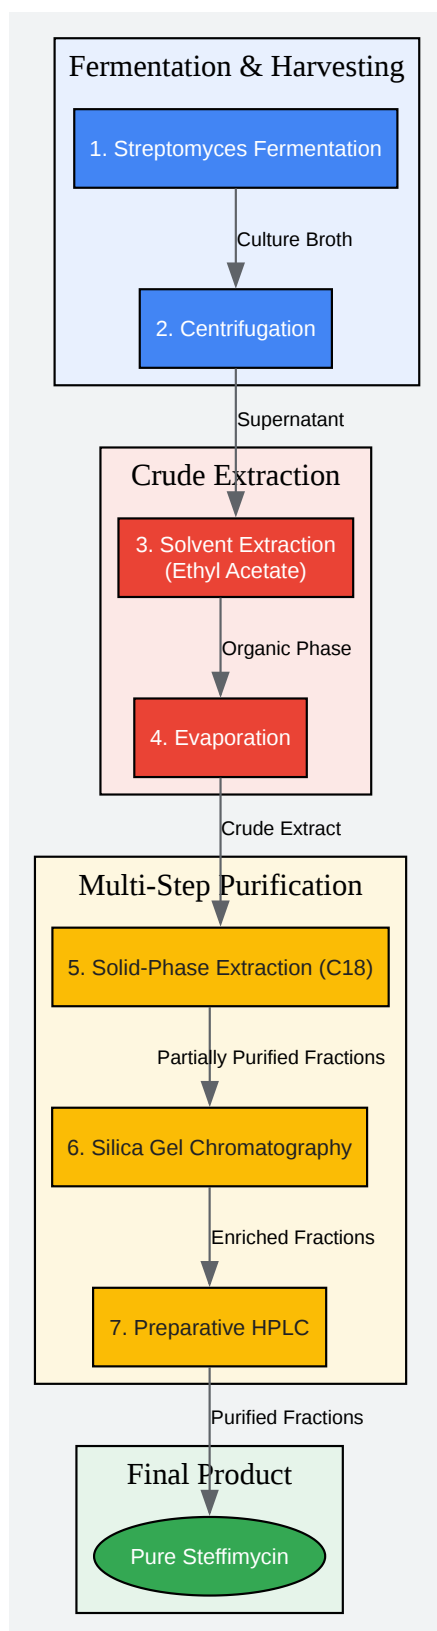 Fermentation & Harvesting
1. Streptomyces Fermentation
Culture Broth
2. Centrifugation
Supernatant
Crude Extraction
3. Solvent Extraction
(Ethyl Acetate)
Organic Phase
4. Evaporation
Crude Extract
Multi-Step Purification
5. Solid-Phase Extraction (C18)
Partially Purified Fractions
6. Silica Gel Chromatography
Enriched Fractions
7. Preparative HPLC
Purified Fractions
Final Product
Pure Steffimycin